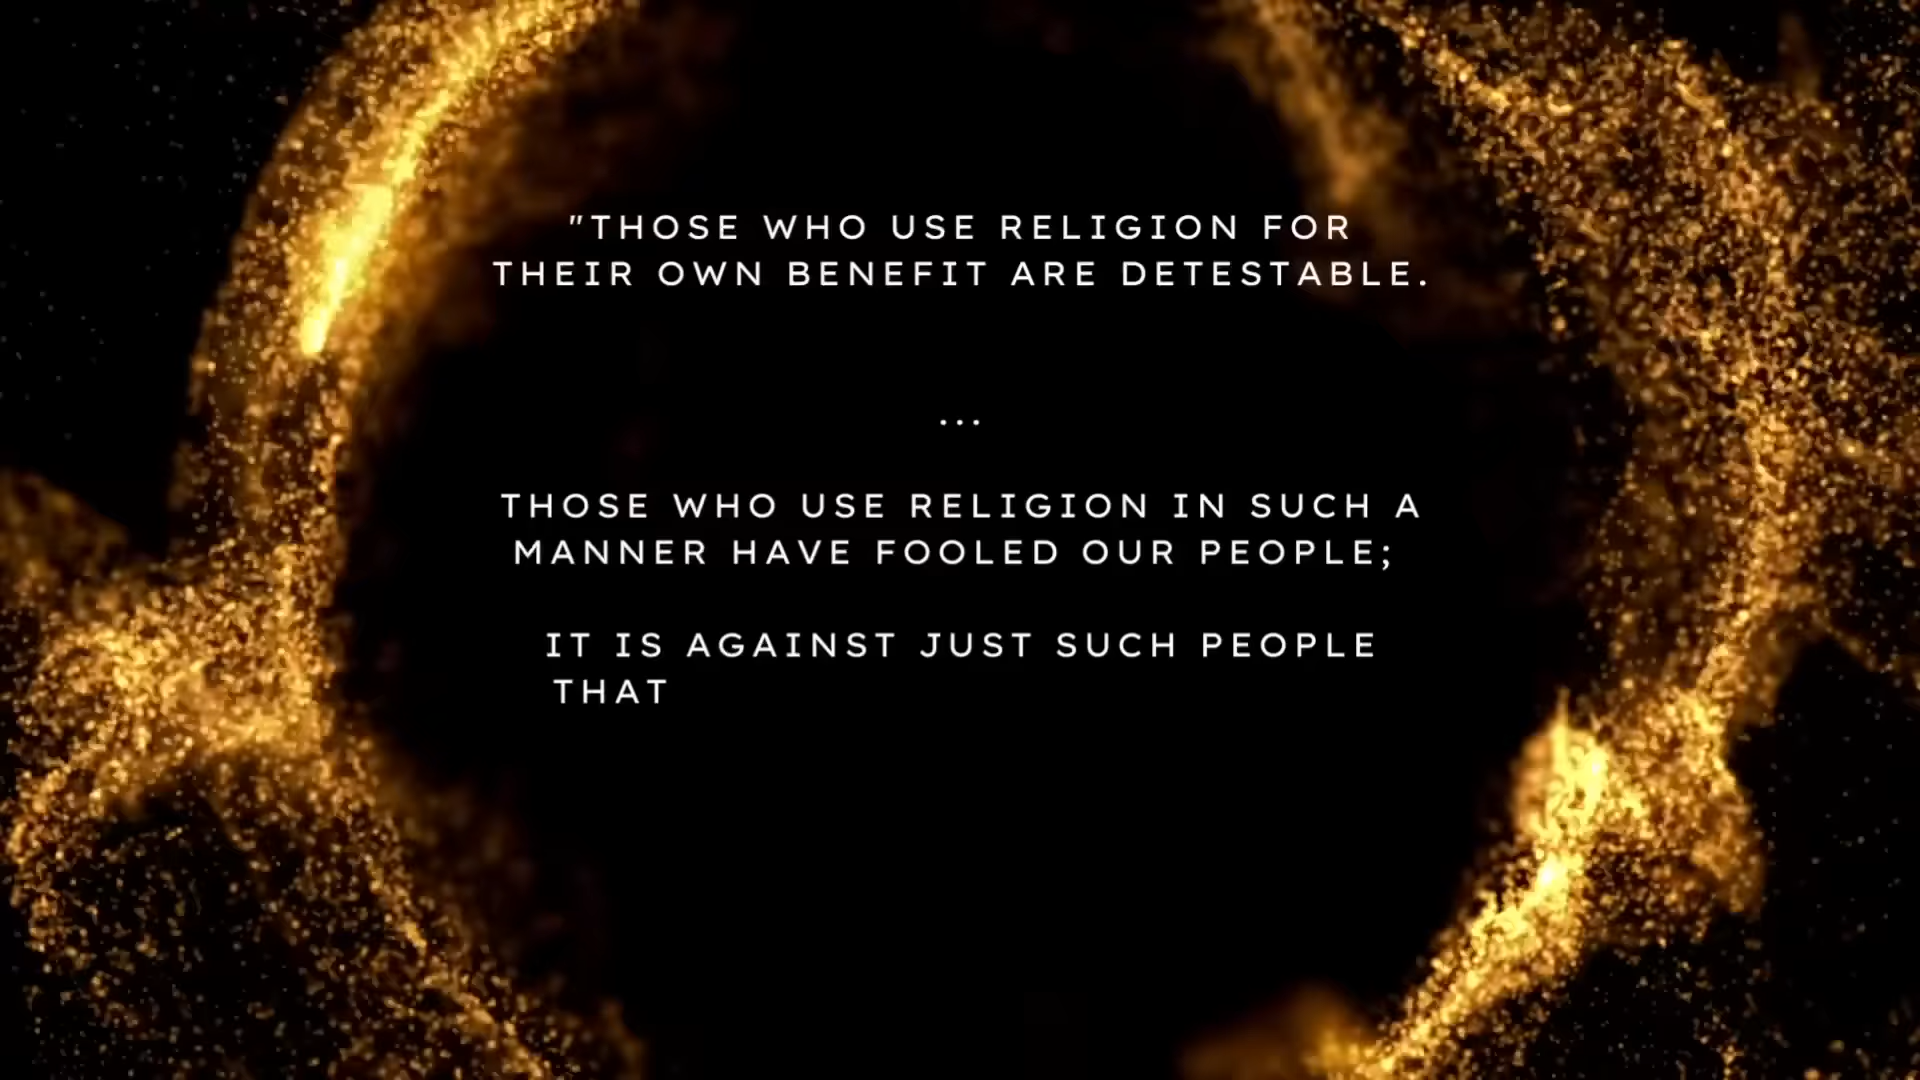 "THOSE WHO USE RELIGION FOR
THEIR OWN BENEFIT ARE DETESTABLE.
...
THOSE WHO USE RELIGION IN SUCH A
MANNER HAVE FOOLED OUR PEOPLE;
IT IS AGAINST JUST SUCH PEOPLE
THAT